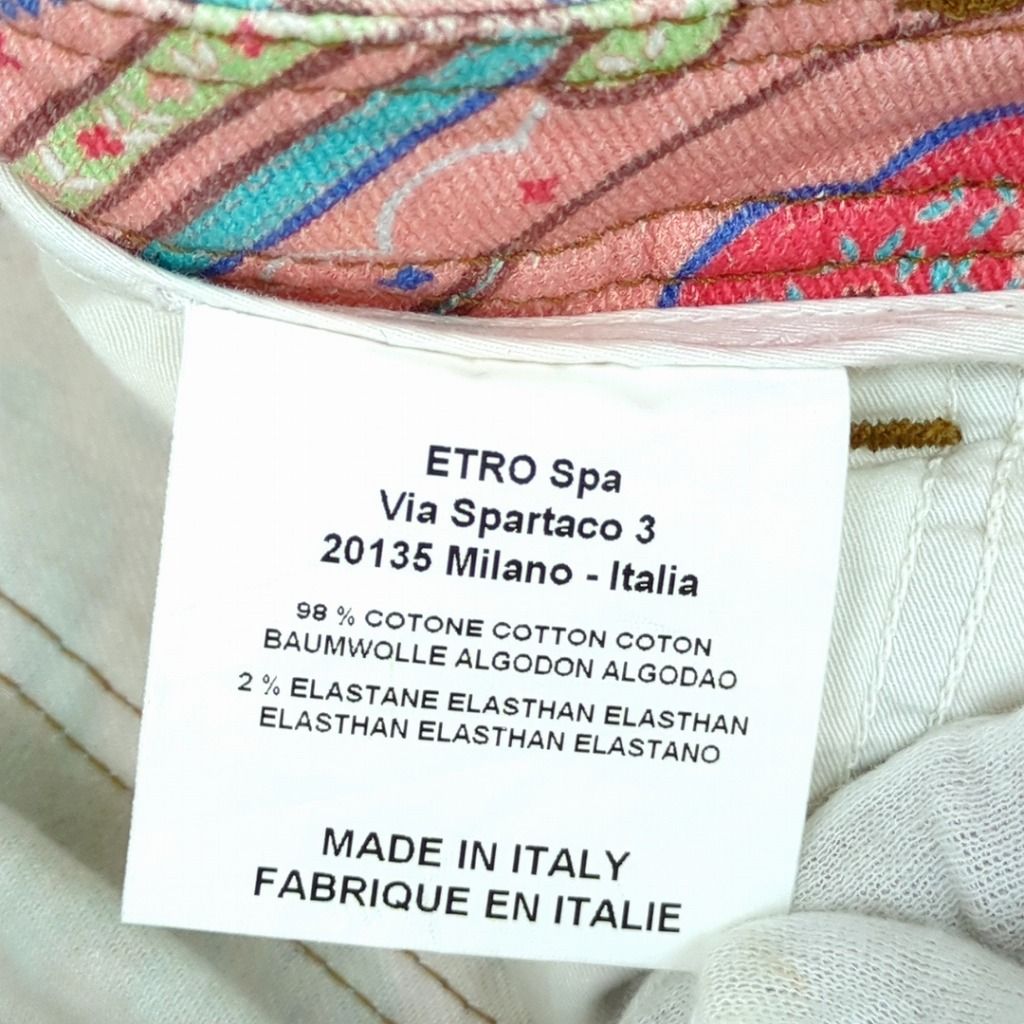 ETRO Spa
Via Spartaco 3
20135 Milano - Italia
98 % COTONE COTTON COTON
BAUMWOLLE ALGODON ALGODAO
2 % ELASTANE ELASTHAN ELASTHAN
ELASTHAN ELASTHAN ELASTANO
MADE IN ITALY
FABRIQUE EN ITALIE